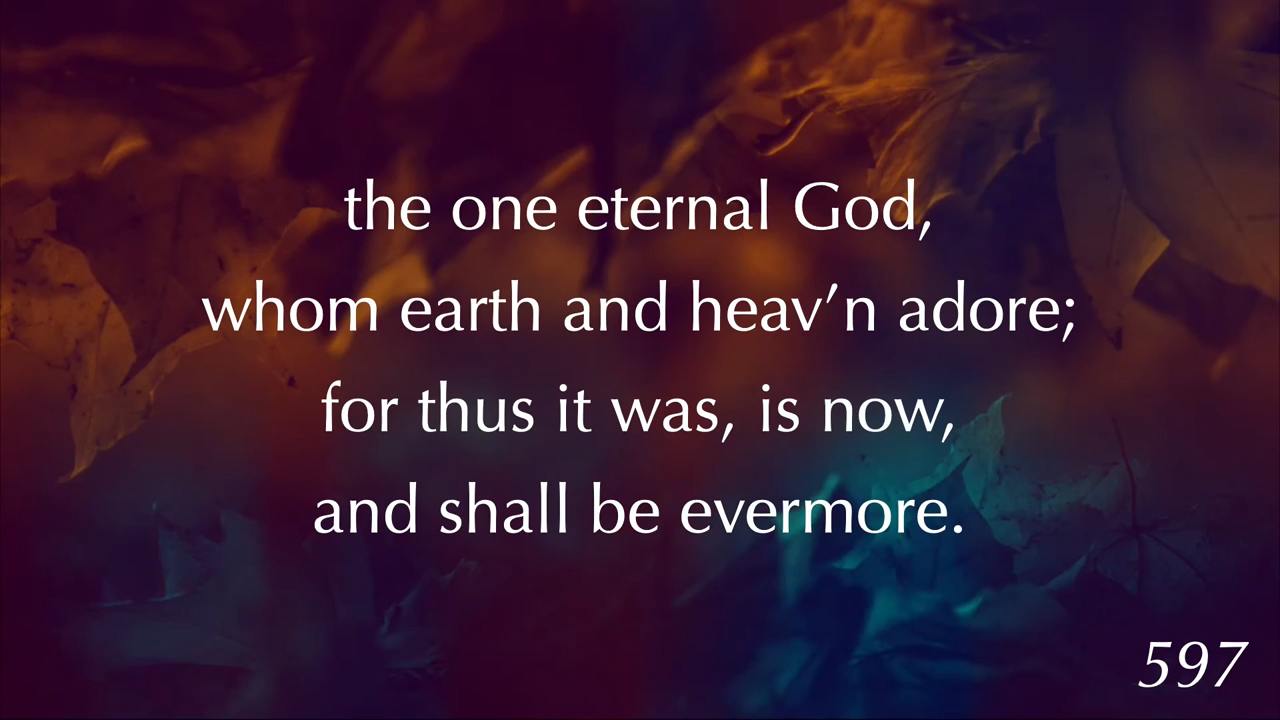 the one eternal God,
whom earth and heav’n adore;
for thus it was, is now,
and shall be evermore.
597